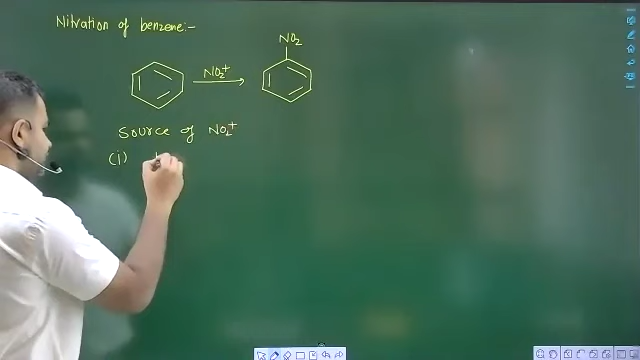 Nitration of benzene:-
NO2
NO2+
Source of NO2+
(i)